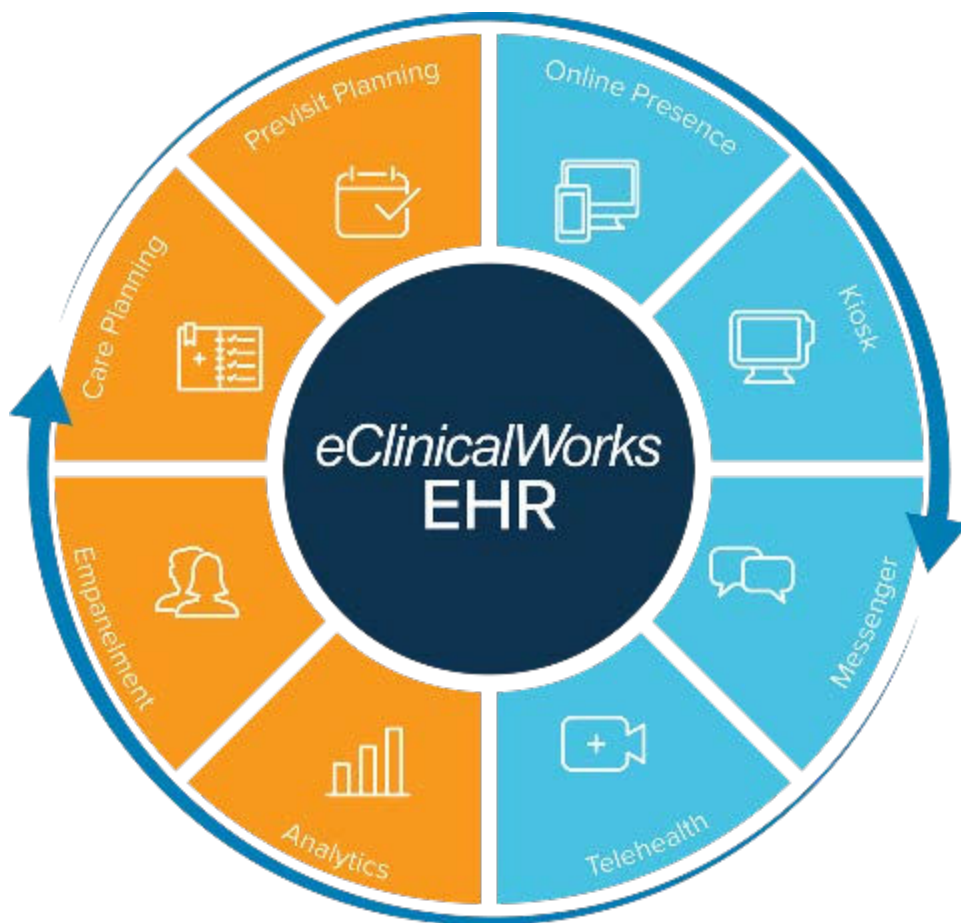 Previsit Planning
Online Presence
Care Planning
Kiosk
eClinicalWorks
EHR
Empanelment
Messenger
Analytics
Telehealth